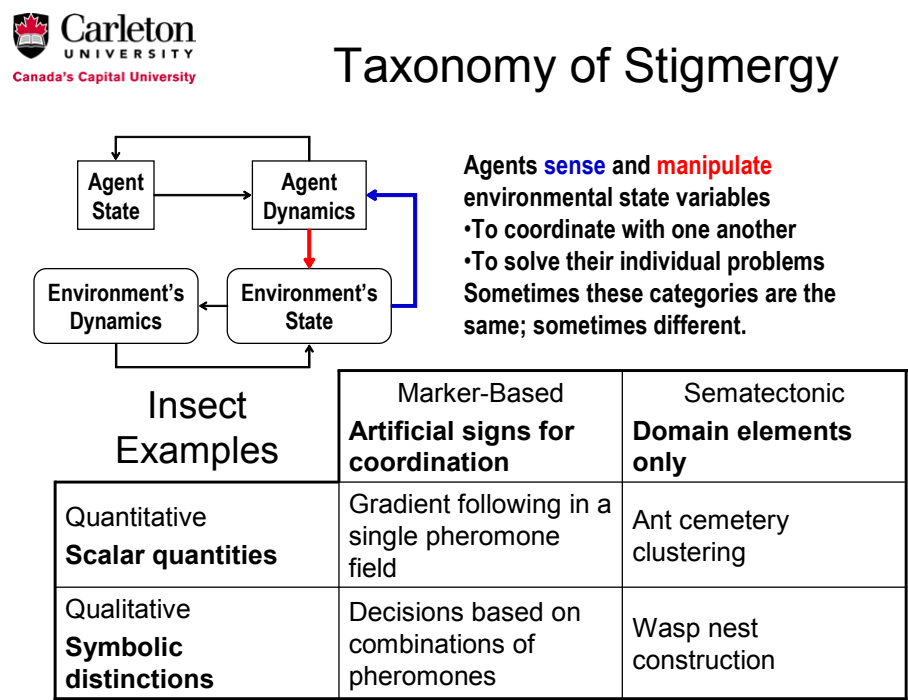 Carleton
UNIVERSITY
Canada's Capital University
Taxonomy of Stigmergy
Agent
State
Agent
Dynamics
Environment's
Dynamics
Environment's
State
Agents sense and manipulate
environmental state variables
•To coordinate with one another
•To solve their individual problems
Sometimes these categories are the
same; sometimes different.
Insect
Examples
Marker-Based
Artificial signs for
coordination
Sematectonic
Domain elements
only
Quantitative
Scalar quantities
Gradient following in a
single pheromone
field
Ant cemetery
clustering
Qualitative
Symbolic
distinctions
Decisions based on
combinations of
pheromones
Wasp nest
construction